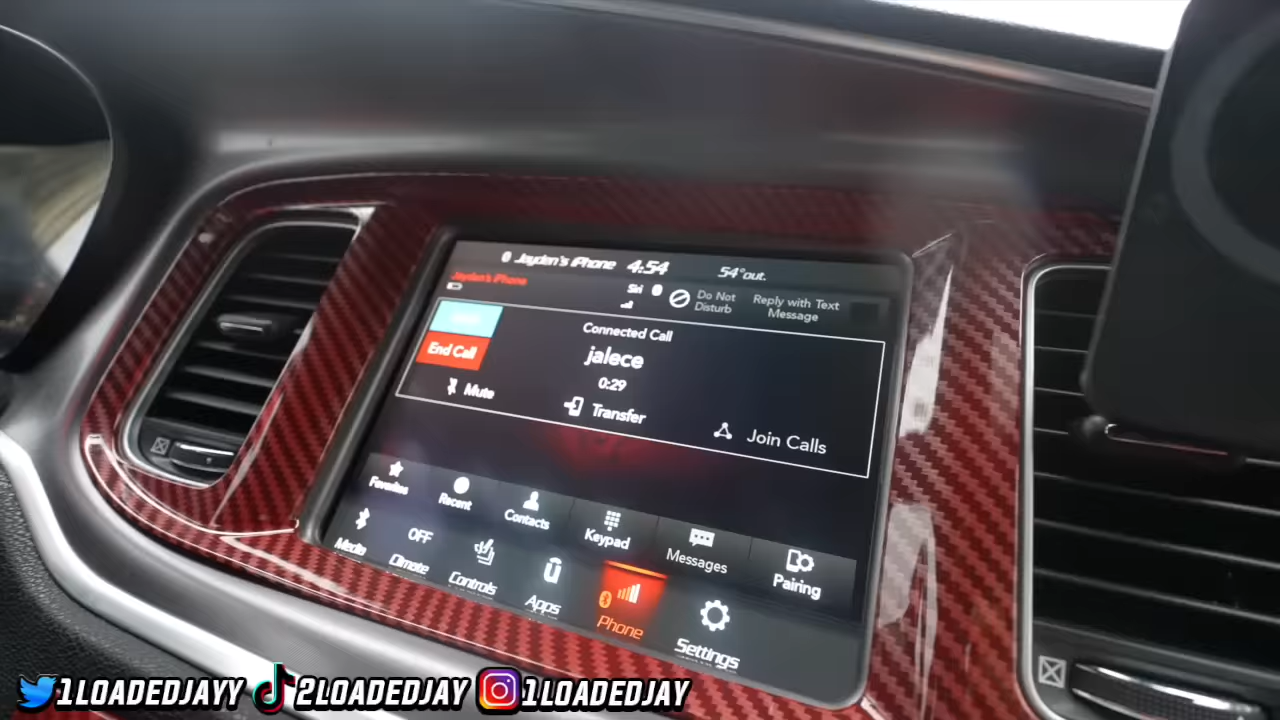 Jayden's iPhone 4:54 54°out.
Jayden's iPhone
Siri
Do Not Disturb
Reply with Text Message
Connected Call
jalece
0:29
End Call
Mute
Transfer
Join Calls
Favorites
Recent
Contacts
Keypad
Messages
Pairing
Media
OFF
Climate
Controls
Apps
Phone
Settings
1LOADEDJAYY 2LOADEDJAY 1LOADEDJAY